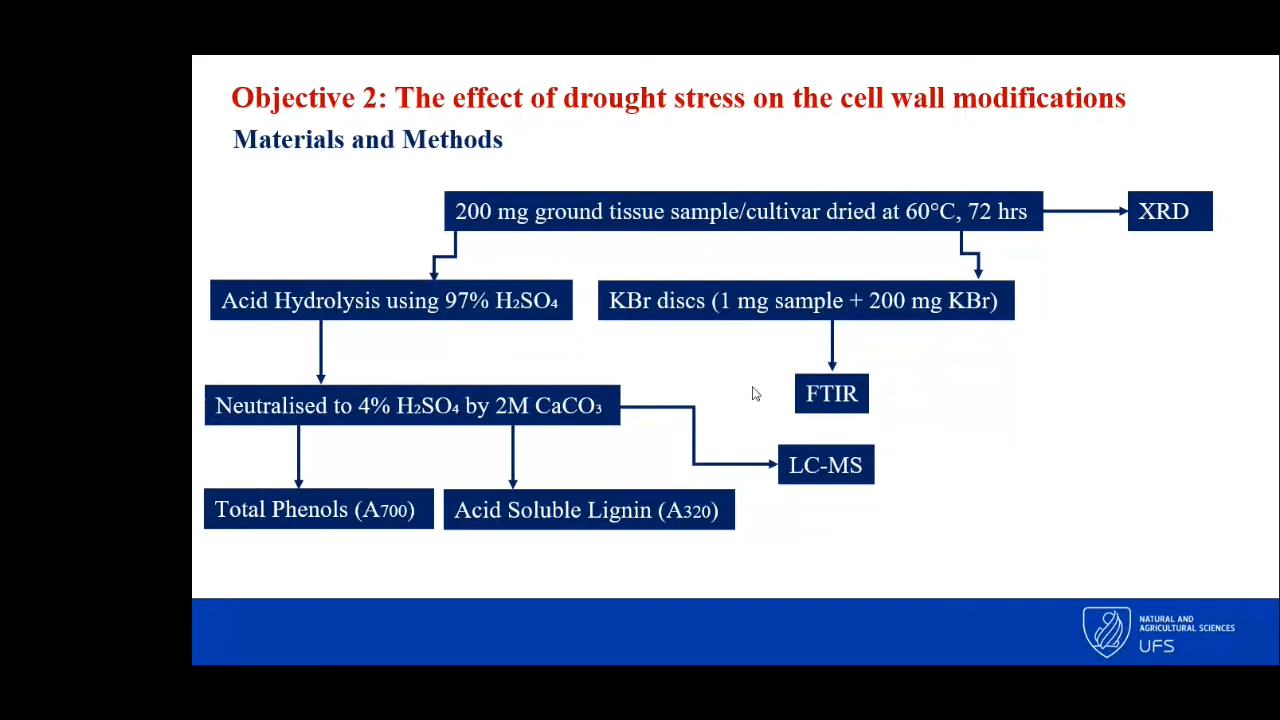 Objective 2: The effect of drought stress on the cell wall modifications
Materials and Methods
200 mg ground tissue sample/cultivar dried at 60°C, 72 hrs
XRD
Acid Hydrolysis using 97% H₂SO₄
KBr discs (1 mg sample + 200 mg KBr)
FTIR
Neutralised to 4% H₂SO₄ by 2M CaCO₃
LC-MS
Total Phenols (A700)
Acid Soluble Lignin (A320)
NATURAL AND
AGRICULTURAL SCIENCES
UFS